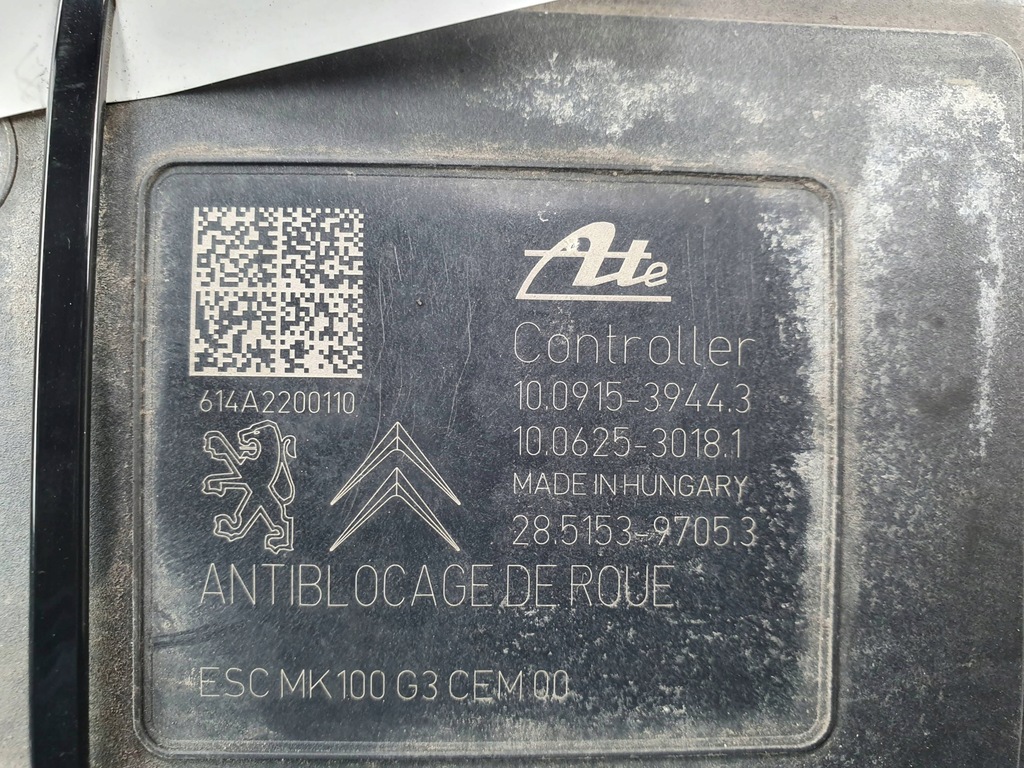 Ate
Controller
10.0915-3944.3
614A2200110
10.0625-3018.1
MADE IN HUNGARY
28.5153-9705.3
ANTIBLOCAGE DE ROUE
ESC MK100 G3 CEM 00